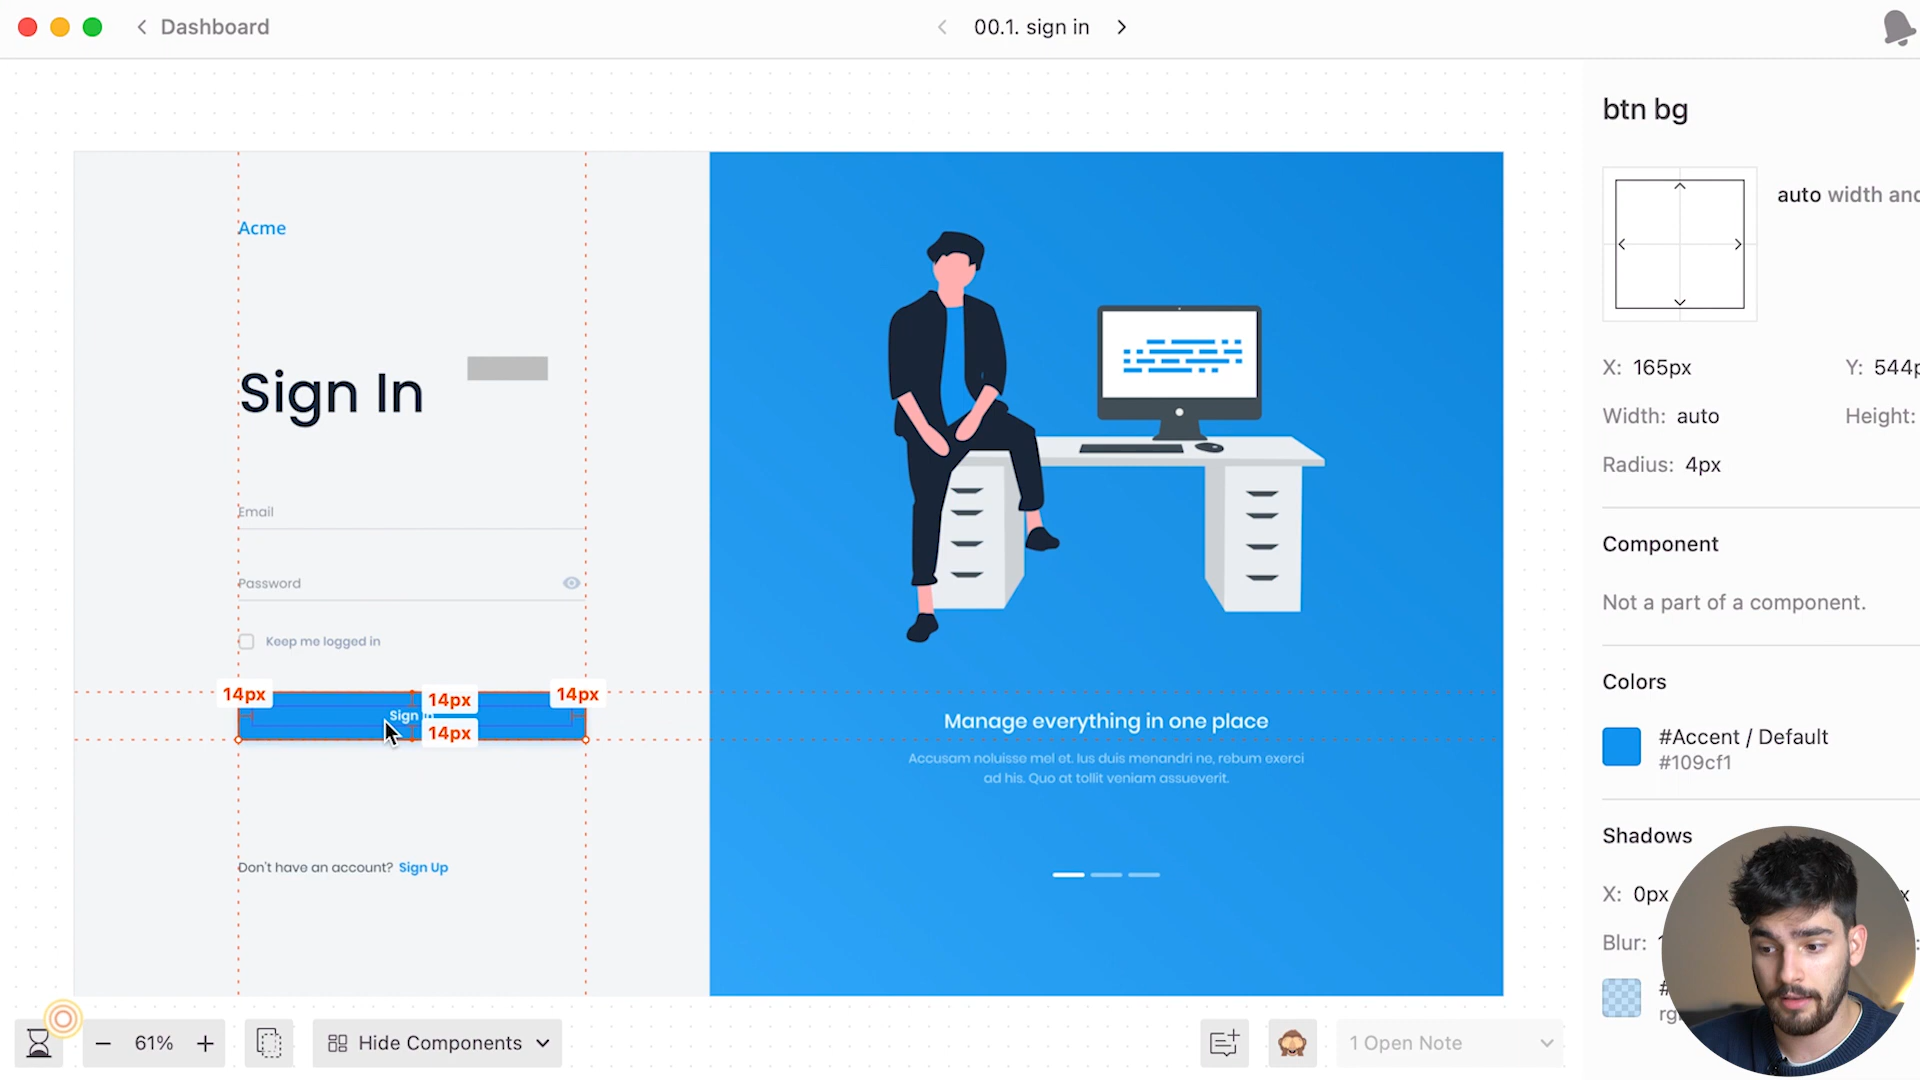 Dashboard
00.1. sign in
btn bg
auto width and
X: 165px
Y: 544p
Width: auto
Height:
Radius: 4px
Component
Not a part of a component.
Colors
#Accent / Default
#109cf1
Shadows
X: 0px
Blur:
Acme
Sign In
Email
Password
Keep me logged in
14px
14px
14px
Sign in
14px
Don't have an account? Sign Up
Manage everything in one place
Accusam noluisse mel et. Ius duis menandri ne, rebum exerci
ad his. Quo at tollit veniam assueverit.
61%
Hide Components
1 Open Note